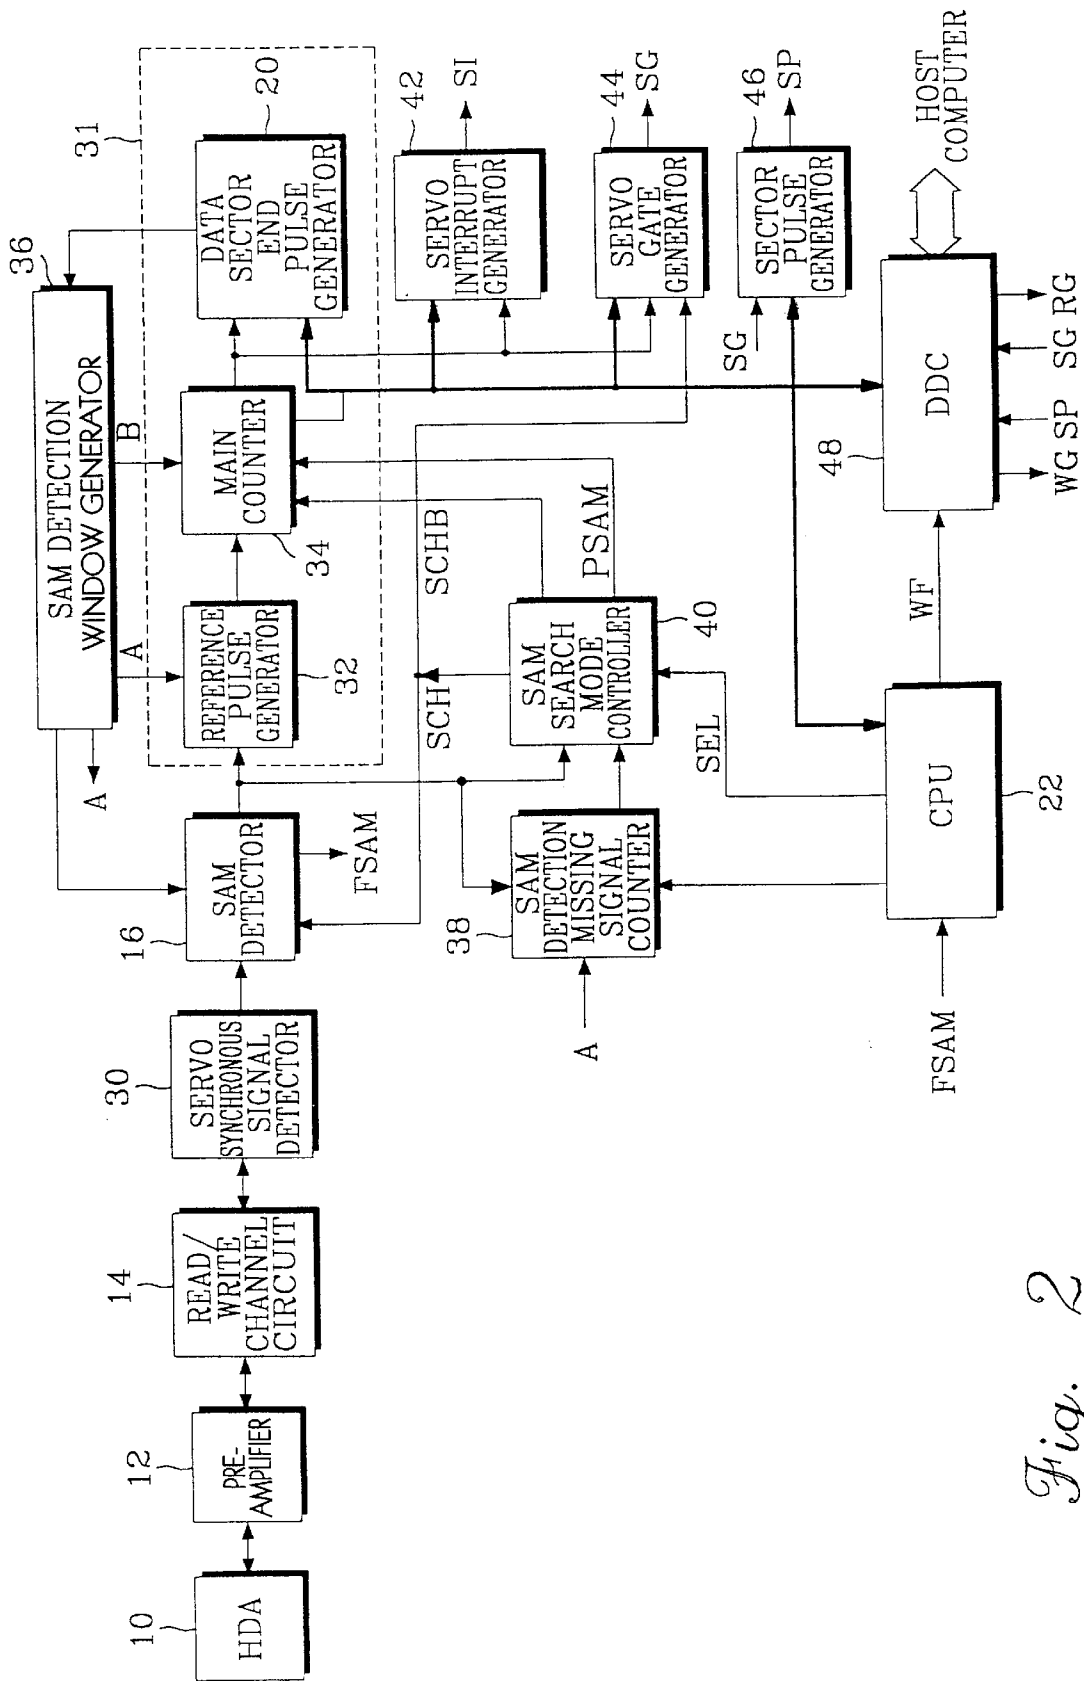 36
SAM DETECTION
WINDOW GENERATOR
A
A
B
31
20
DATA
SECTOR
END
PULSE
GENERATOR
MAIN
COUNTER
34
REFERENCE
PULSE
GENERATOR
32
SAM
DETECTOR
16
FSAM
SERVO
SYNCHRONOUS
SIGNAL
DETECTOR
30
READ/
WRITE
CHANNEL
CIRCUIT
14
PRE-
AMPLIFIER
12
HDA
10
42
SERVO
INTERRUPT
GENERATOR
SI
44
SERVO
GATE
GENERATOR
SG
46
SECTOR
PULSE
GENERATOR
SP
SG
SCH
SCHB
PSAM
SAM
SEARCH
MODE
CONTROLLER
40
SAM
DETECTION
MISSING
SIGNAL
COUNTER
38
A
SEL
CPU
22
FSAM
WF
DDC
48
HOST
COMPUTER
WG SP
SG RG
Fig. 2